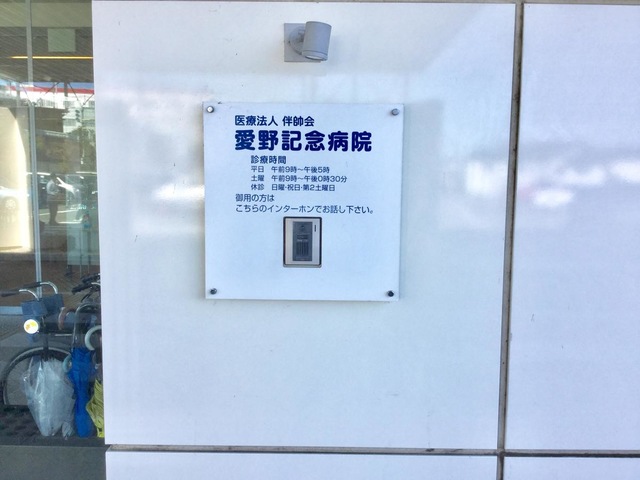 医療法人 伴帥会
愛野記念病院
診療時間
平日 午前9時～午後5時
土曜 午前9時～午後0時30分
休診 日曜・祝日・第2土曜日
御用の方は
こちらのインターホンでお話し下さい。